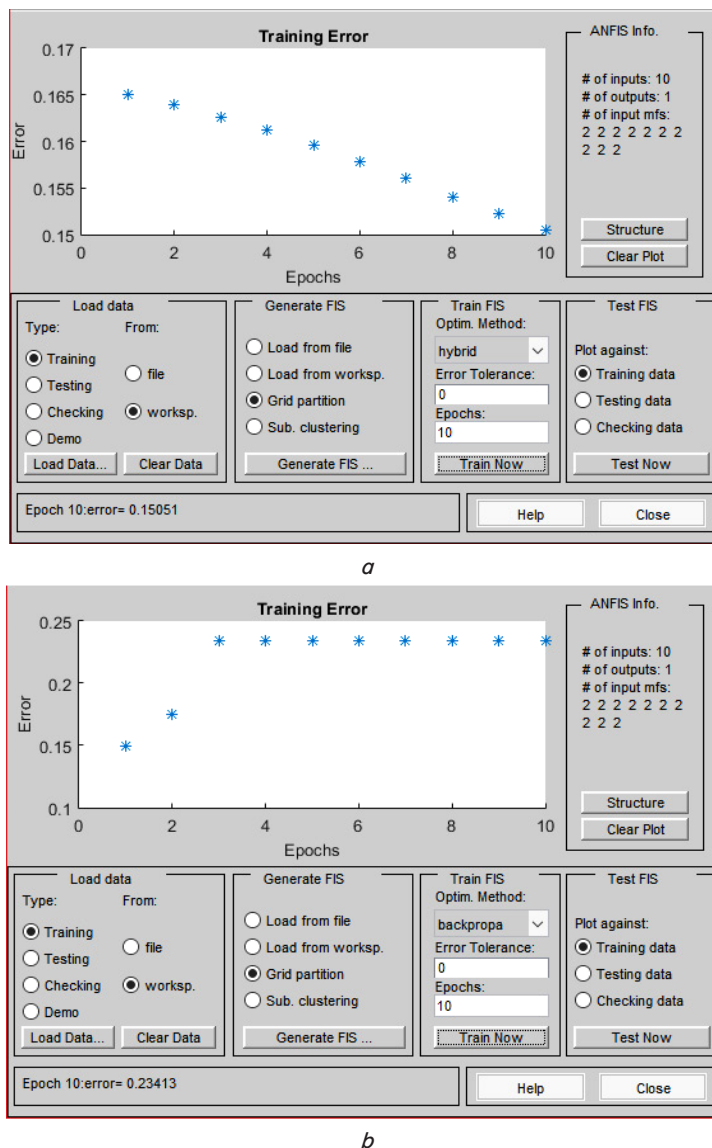 Training Error
0.17
0.165
0.16
0.155
0.15
Error
0 2 4 6 8 10
Epochs
ANFIS Info.
# of inputs: 10
# of outputs: 1
# of input mfs:
2 2 2 2 2 2 2
2 2 2
Structure
Clear Plot
Load data
Type:
From:
Training
Testing
Checking
Demo
file
worksp.
Load Data...
Clear Data
Generate FIS
Load from file
Load from worksp.
Grid partition
Sub. clustering
Generate FIS ...
Train FIS
Optim. Method:
hybrid
Error Tolerance:
0
Epochs:
10
Train Now
Test FIS
Plot against:
Training data
Testing data
Checking data
Test Now
Epoch 10:error= 0.15051
Help
Close
a
Training Error
0.25
0.2
0.15
0.1
Error
0 2 4 6 8 10
Epochs
ANFIS Info.
# of inputs: 10
# of outputs: 1
# of input mfs:
2 2 2 2 2 2 2
2 2 2
Structure
Clear Plot
Load data
Type:
From:
Training
Testing
Checking
Demo
file
worksp.
Load Data...
Clear Data
Generate FIS
Load from file
Load from worksp.
Grid partition
Sub. clustering
Generate FIS ...
Train FIS
Optim. Method:
backpropa
Error Tolerance:
0
Epochs:
10
Train Now
Test FIS
Plot against:
Training data
Testing data
Checking data
Test Now
Epoch 10:error= 0.23413
Help
Close
b